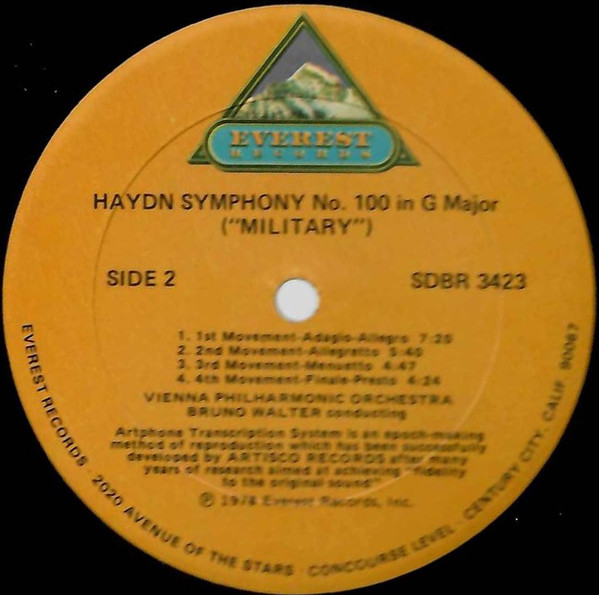 EVEREST
RECORDS
HAYDN SYMPHONY No. 100 in G Major
("MILITARY")
SIDE 2
SDBR 3423
1. 1st Movement-Adagio-Allegro 7:25
2. 2nd Movement-Allegretto 5:40
3. 3rd Movement-Menuetto 4:47
4. 4th Movement-Finale-Presto 4:24
VIENNA PHILHARMONIC ORCHESTRA
BRUNO WALTER conducting
Artphone Transcription System is an epoch-making
method of reproduction which has been successfully
developed by ARTISCO RECORDS after many
years of research aimed at achieving "fidelity
to the original sound"
℗ 1978 Everest Records, Inc.
EVEREST RECORDS · 2020 AVENUE OF THE STARS · CONCOURSE LEVEL · CENTURY CITY, CALIF. 90067